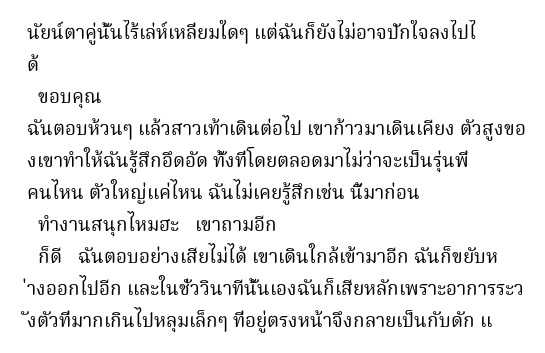 นัยน์ตาคู่นั้นไร้เล่ห์เหลี่ยมใดๆ แต่ฉันก็ยังไม่อาจปักใจลงไปไ
ด้
ขอบคุณ
ฉันตอบห้วนๆ แล้วสาวเท้าเดินต่อไป เขาก้าวมาเดินเคียง ตัวสูงขอ
งเขาทำให้ฉันรู้สึกอึดอัด ทั้งที่โดยตลอดมาไม่ว่าจะเป็นรุ่นพี่
คนไหน ตัวใหญ่แค่ไหน ฉันไม่เคยรู้สึกเช่น นี้มาก่อน
ทำงานสนุกไหมฮะ เขาถามอีก
ก็ดี ฉันตอบอย่างเสียไม่ได้ เขาเดินใกล้เข้ามาอีก ฉันก็ขยับห
่างออกไปอีก และในชั่ววินาทีนั้นเองฉันก็เสียหลักเพราะอาการระว
ังตัวที่มากเกินไปหลุมเล็กๆ ที่อยู่ตรงหน้าจึงกลายเป็นกับดัก แ